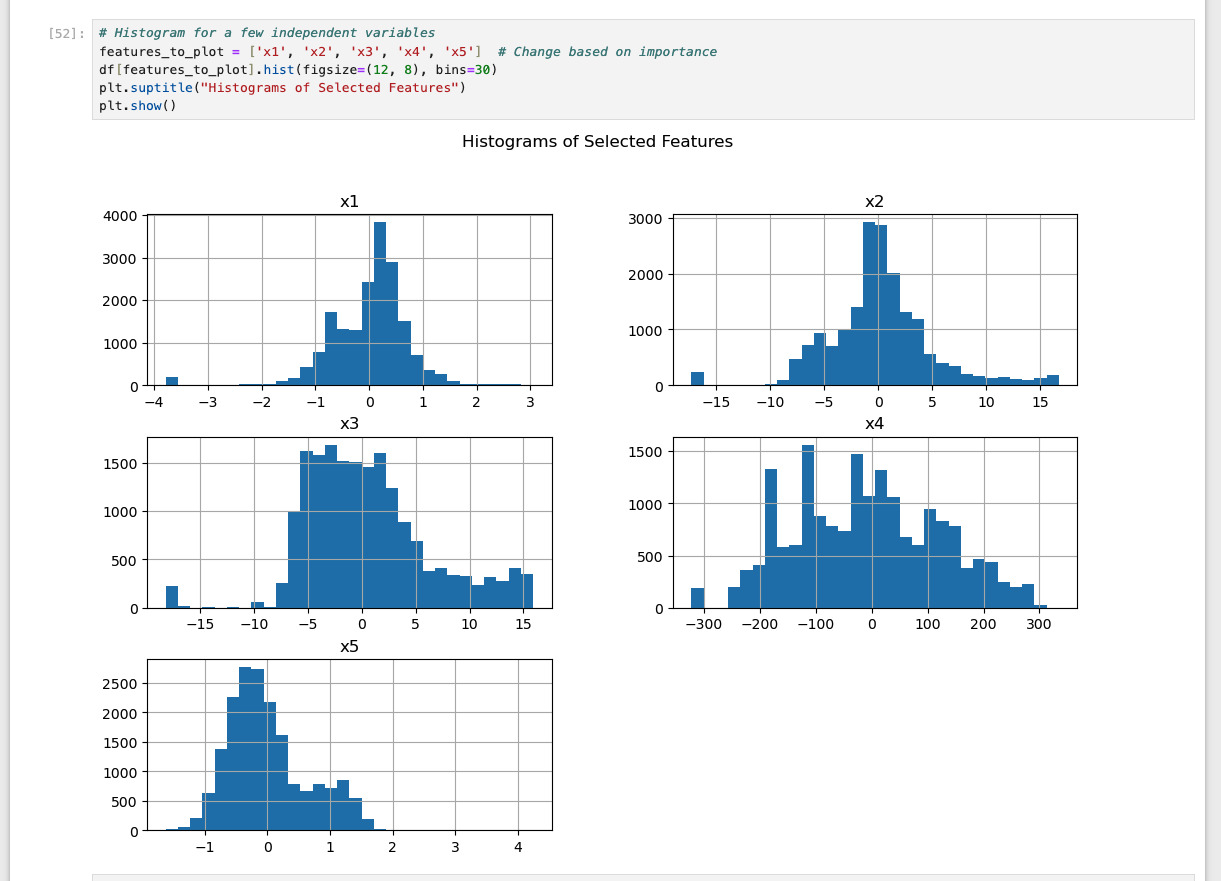 [52]:
# Histogram for a few independent variables
features_to_plot = ['x1', 'x2', 'x3', 'x4', 'x5']  # Change based on importance
df[features_to_plot].hist(figsize=(12, 8), bins=30)
plt.suptitle("Histograms of Selected Features")
plt.show()
Histograms of Selected Features
x1
4000
3000
2000
1000
0
−4 −3 −2 −1 0 1 2 3
x2
3000
2000
1000
0
−15 −10 −5 0 5 10 15
x3
1500
1000
500
0
−15 −10 −5 0 5 10 15
x4
1500
1000
500
0
−300 −200 −100 0 100 200 300
x5
2500
2000
1500
1000
500
0
−1 0 1 2 3 4